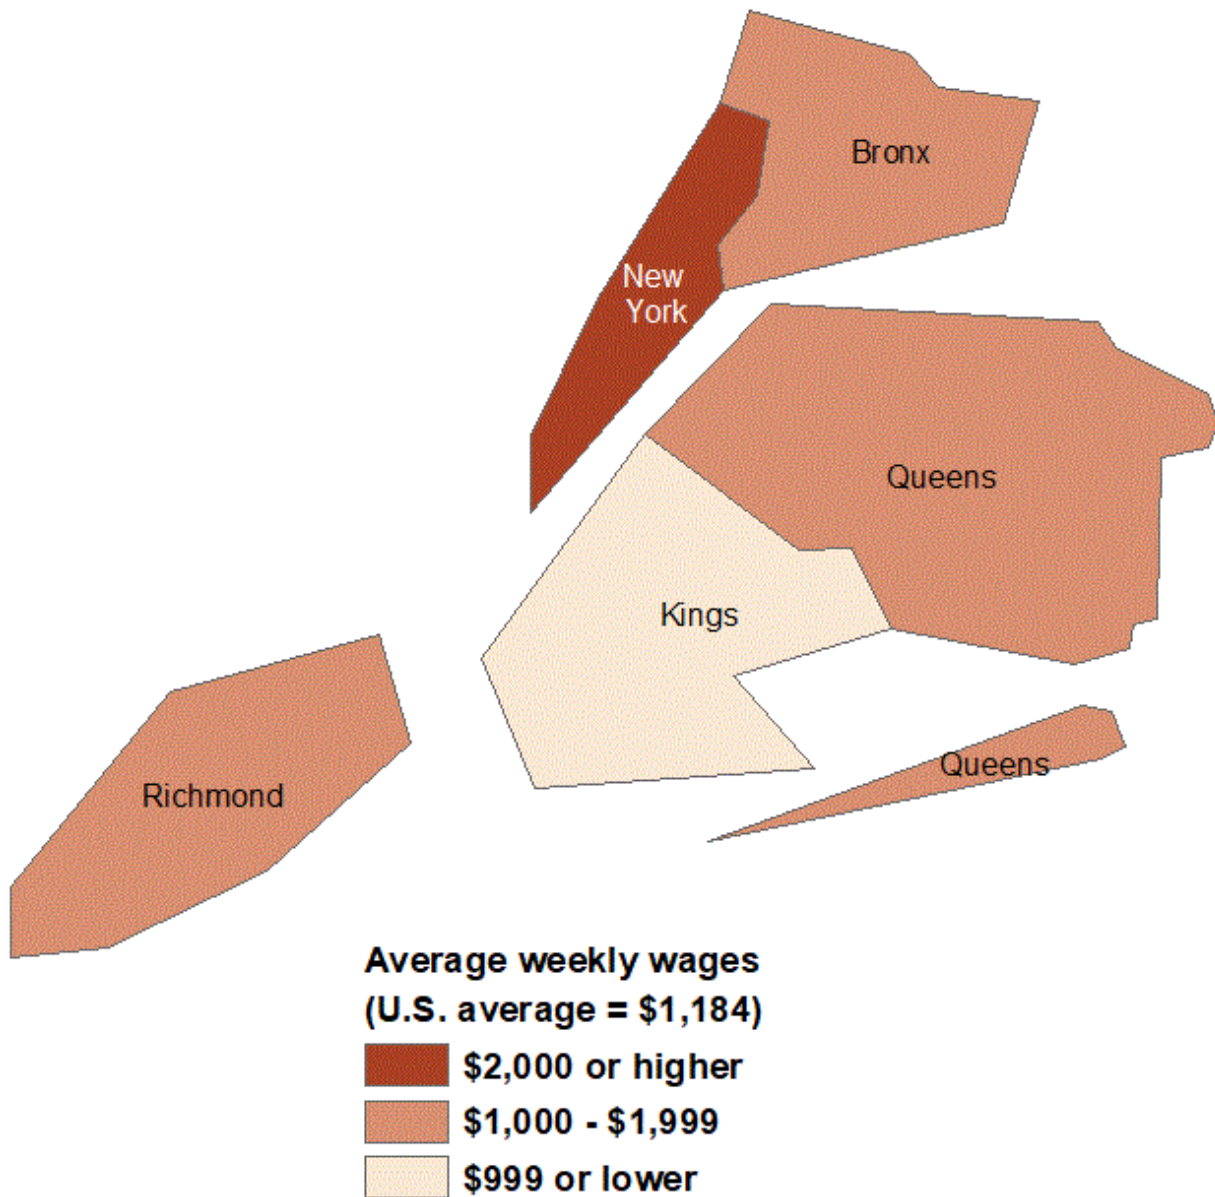 Bronx
New
York
Queens
Kings
Queens
Richmond
Average weekly wages
(U.S. average = $1,184)
$2,000 or higher
$1,000 - $1,999
$999 or lower